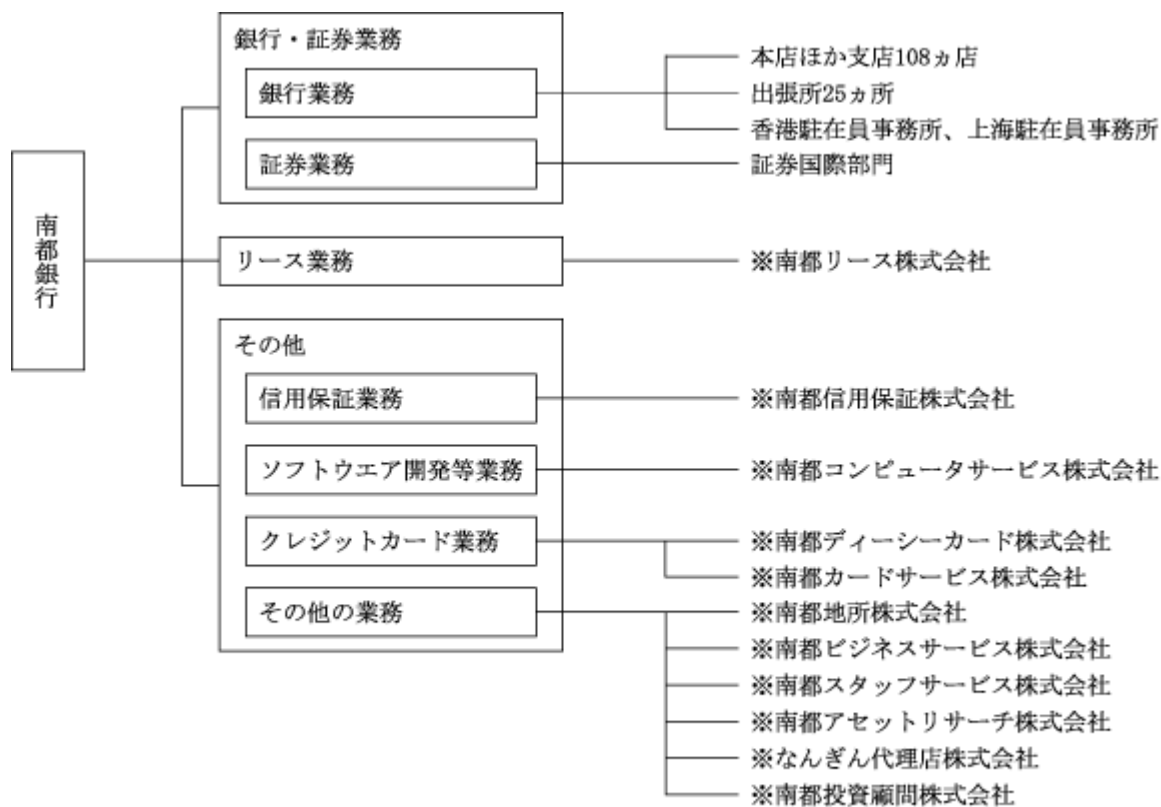 南都銀行
銀行・証券業務
銀行業務
本店ほか支店108ヵ店
出張所25ヵ所
香港駐在員事務所、上海駐在員事務所
証券業務
証券国際部門
リース業務
※南都リース株式会社
その他
信用保証業務
※南都信用保証株式会社
ソフトウエア開発等業務
※南都コンピュータサービス株式会社
クレジットカード業務
※南都ディーシーカード株式会社
※南都カードサービス株式会社
その他の業務
※南都地所株式会社
※南都ビジネスサービス株式会社
※南都スタッフサービス株式会社
※南都アセットリサーチ株式会社
※なんぎん代理店株式会社
※南都投資顧問株式会社